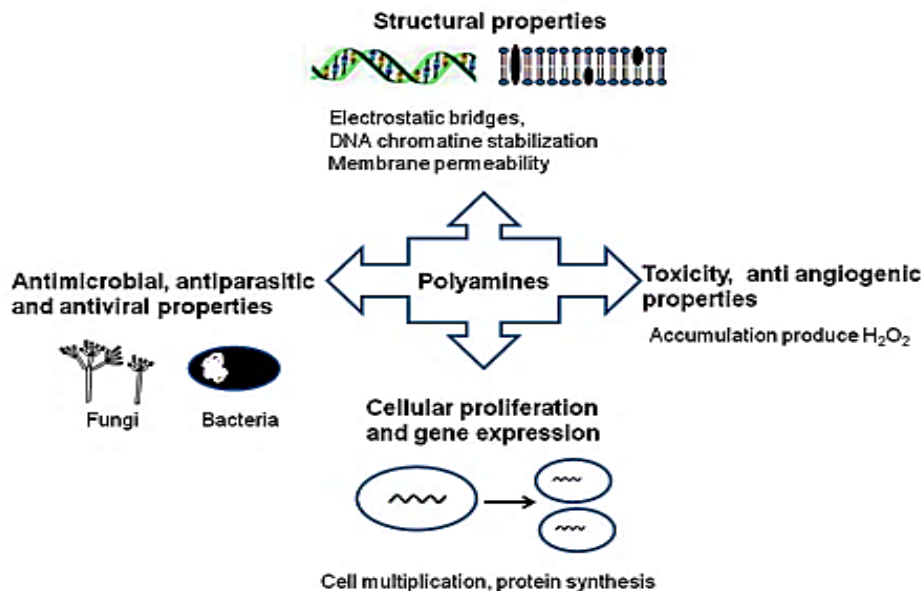 Structural properties
Electrostatic bridges,
DNA chromatine stabilization
Membrane permeability
Antimicrobial, antiparasitic
and antiviral properties
Fungi
Bacteria
Polyamines
Toxicity, anti angiogenic
properties
Accumulation produce H₂O₂
Cellular proliferation
and gene expression
Cell multiplication, protein synthesis